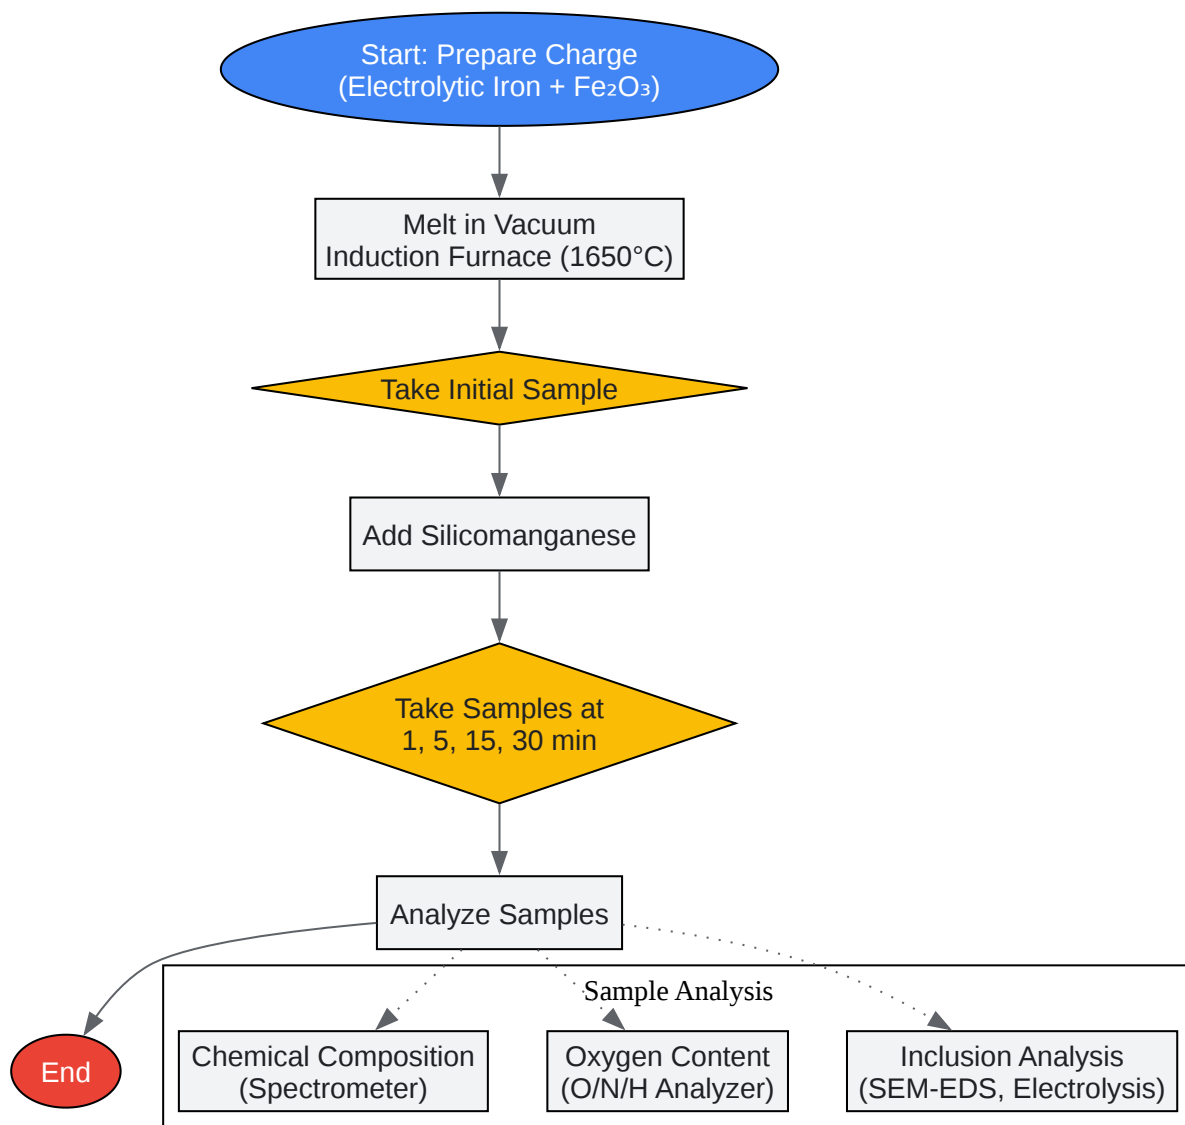 Start: Prepare Charge
(Electrolytic Iron + Fe₂O₃)
Melt in Vacuum
Induction Furnace (1650°C)
Take Initial Sample
Add Silicomanganese
Take Samples at
1, 5, 15, 30 min
Analyze Samples
Sample Analysis
End
Chemical Composition
(Spectrometer)
Oxygen Content
(O/N/H Analyzer)
Inclusion Analysis
(SEM-EDS, Electrolysis)